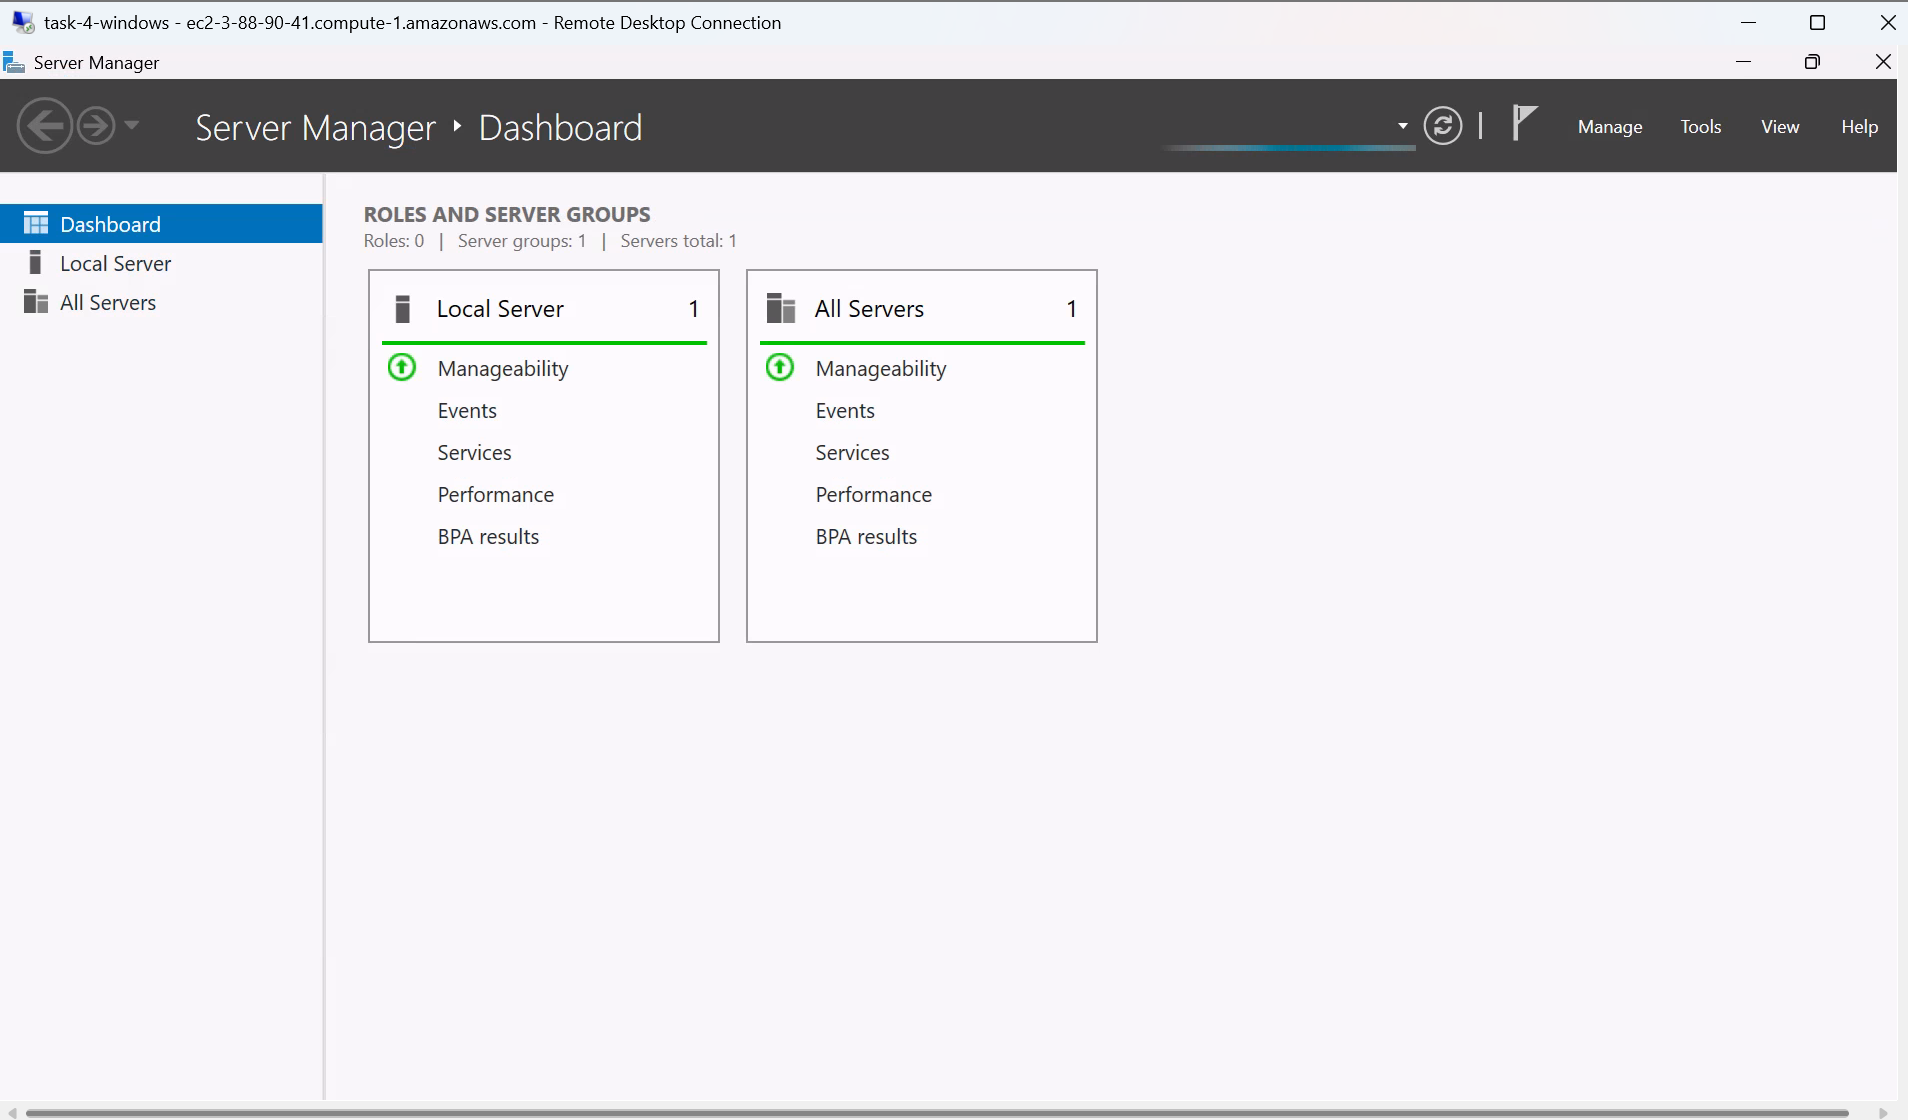 task-4-windows - ec2-3-88-90-41.compute-1.amazonaws.com - Remote Desktop Connection
Server Manager
Server Manager ‣ Dashboard
Manage
Tools
View
Help
Dashboard
Local Server
All Servers
ROLES AND SERVER GROUPS
Roles: 0 | Server groups: 1 | Servers total: 1
Local Server 1
Manageability
Events
Services
Performance
BPA results
All Servers 1
Manageability
Events
Services
Performance
BPA results